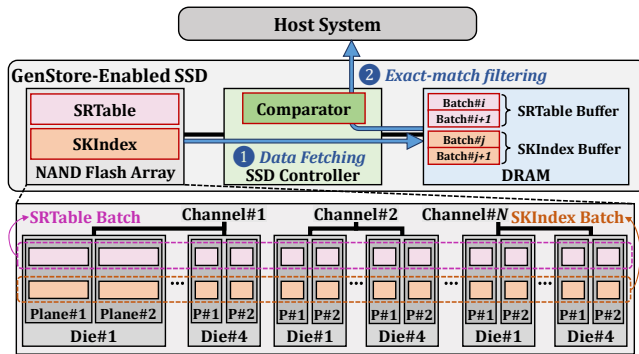 Host System
GenStore-Enabled SSD
2 Exact-match filtering
SRTable
SKIndex
NAND Flash Array
Comparator
1 Data Fetching
SSD Controller
Batch#i
Batch#i+1
SRTable Buffer
Batch#j
Batch#j+1
SKIndex Buffer
DRAM
SRTable Batch
Channel#1
Channel#2
Channel#N
SKIndex Batch
Plane#1 Plane#2 ... P#1 P#2 P#1 P#2 P#1 P#2 ... P#1 P#2 ... P#1 P#2
Die#1 Die#4 Die#1 Die#4 Die#1 Die#4